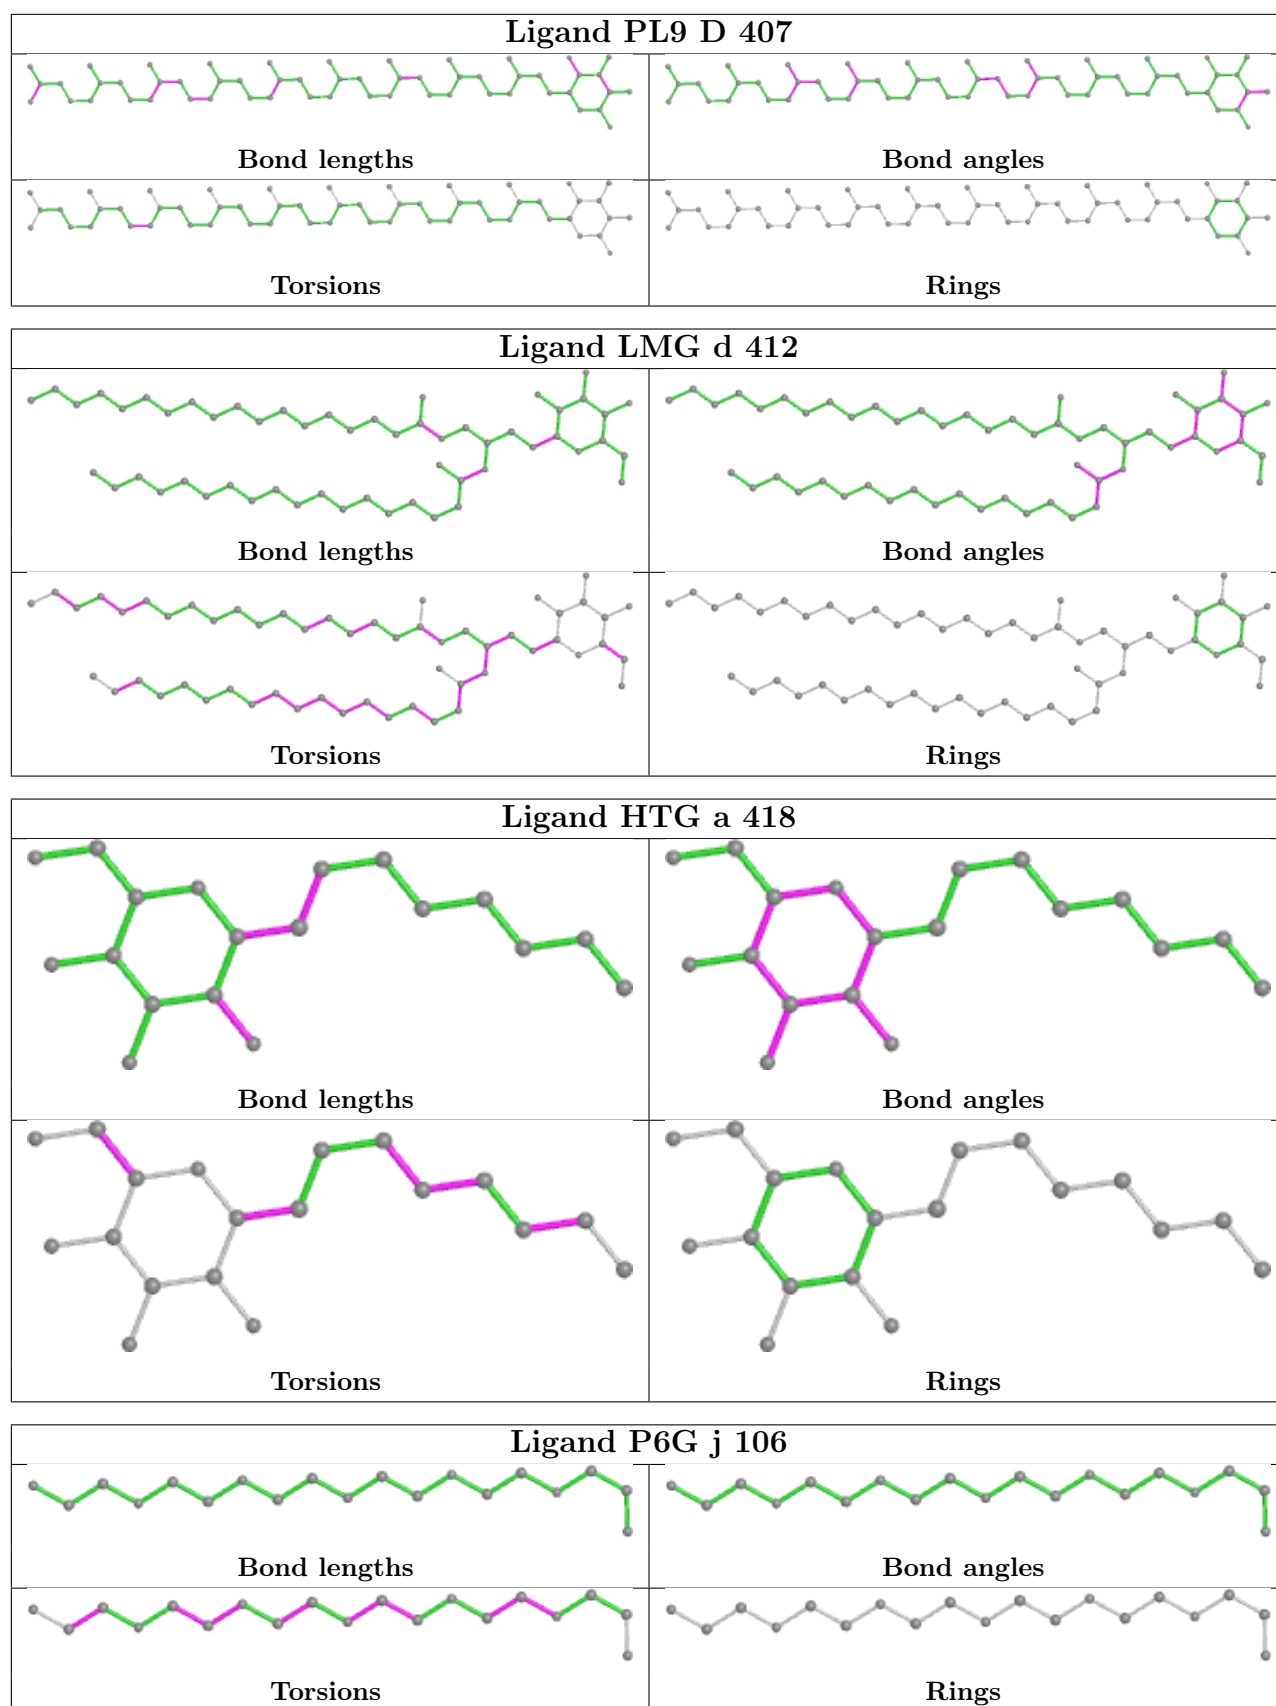 Ligand PL9 D 407
Bond lengths
Bond angles
Torsions
Rings
Ligand LMG d 412
Bond lengths
Bond angles
Torsions
Rings
Ligand HTG a 418
Bond lengths
Bond angles
Torsions
Rings
Ligand P6G j 106
Bond lengths
Bond angles
Torsions
Rings